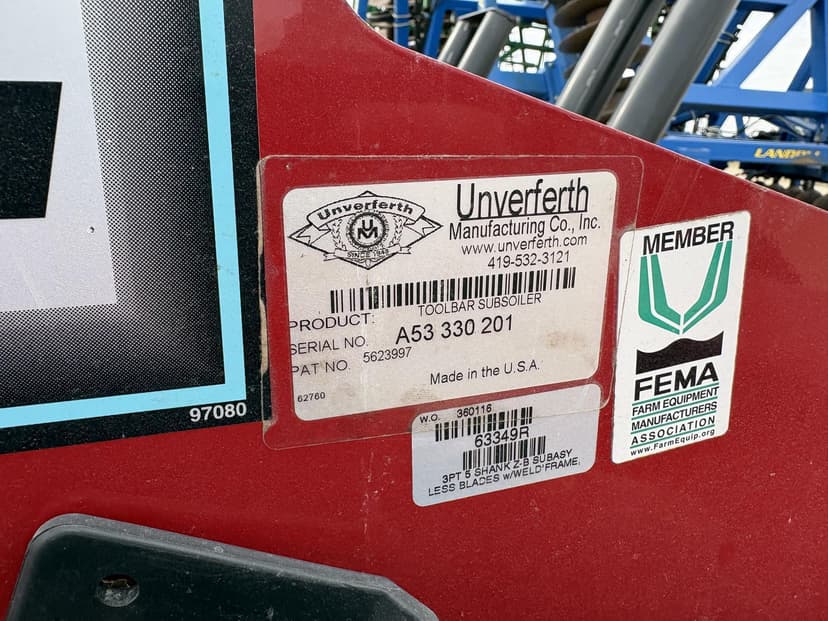 Unverferth
UM
SINCE 1948
Unverferth
Manufacturing Co., Inc.
www.unverferth.com
419-532-3121
PRODUCT: TOOLBAR SUBSOILER
SERIAL NO. A53 330 201
PAT NO. 5623997
Made in the U.S.A.
62760
97080
W.O. 360116
63349R
3PT 5 SHANK Z-B SUBASY
LESS BLADES w/WELD'FRAME,
MEMBER
FEMA
FARM EQUIPMENT
MANUFACTURERS
ASSOCIATION
www.FarmEquip.org